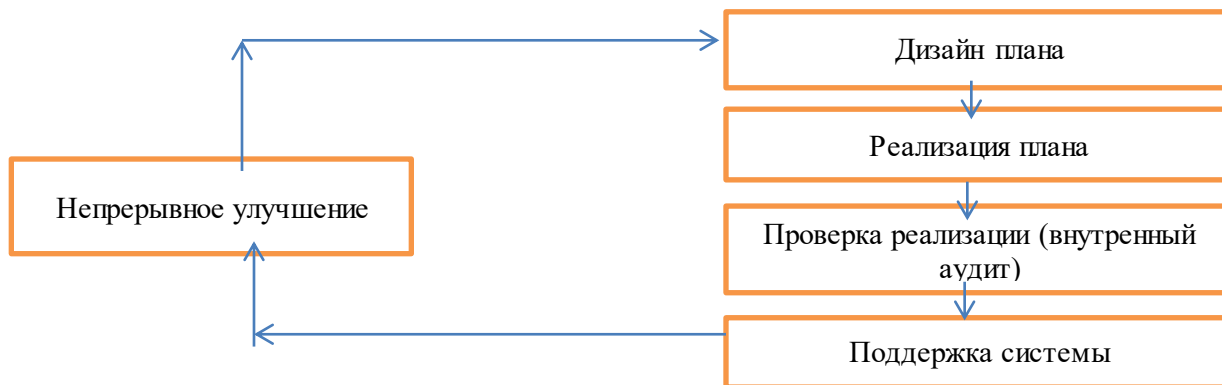 Дизайн плана
Реализация плана
Непрерывное улучшение
Проверка реализации (внутренный
аудит)
Поддержка системы